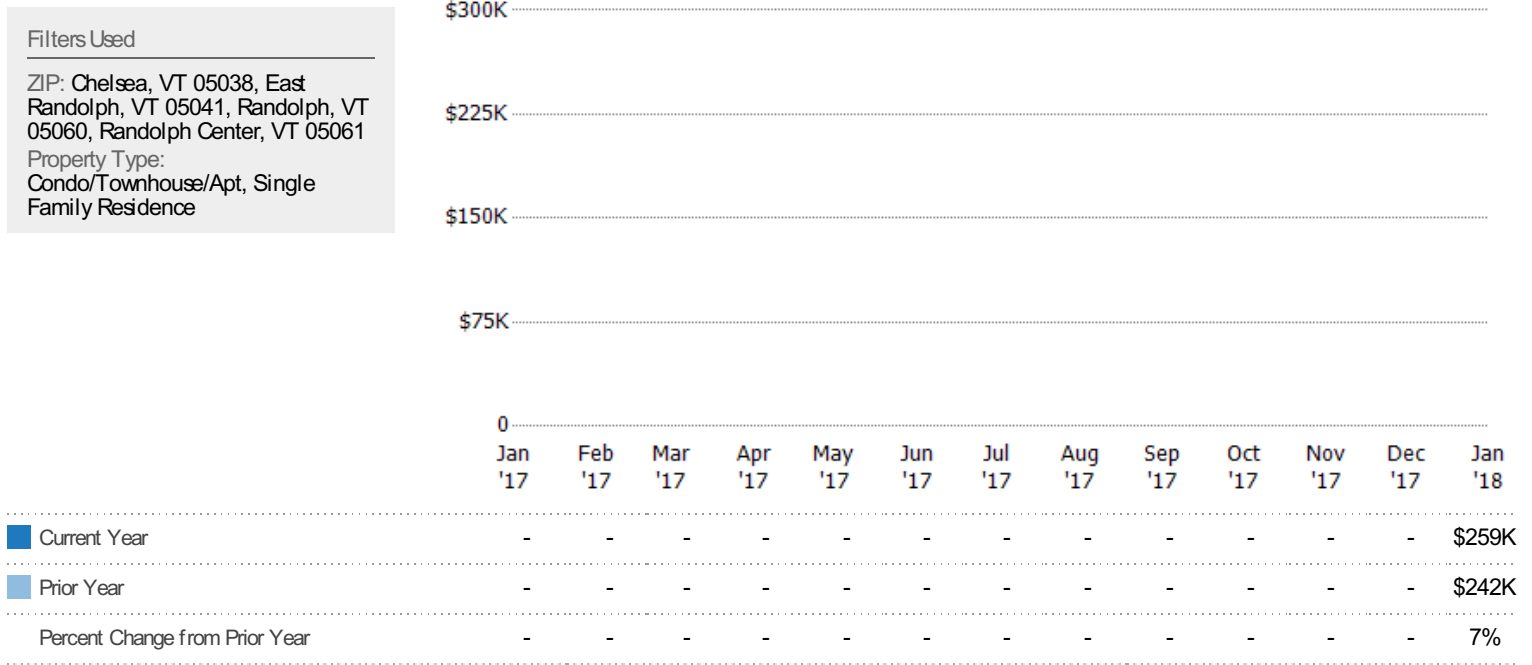 Filters Used
ZIP: Chelsea, VT 05038, East
Randolph, VT 05041, Randolph, VT
05060, Randolph Center, VT 05061
Property Type:
Condo/Townhouse/Apt, Single
Family Residence
$300K
$225K
$150K
$75K
0
Jan Feb Mar Apr May Jun Jul Aug Sep Oct Nov Dec Jan
'17 '17 '17 '17 '17 '17 '17 '17 '17 '17 '17 '17 '18
Current Year - - - - - - - - - - - - $259K
Prior Year - - - - - - - - - - - - $242K
Percent Change from Prior Year - - - - - - - - - - - - 7%